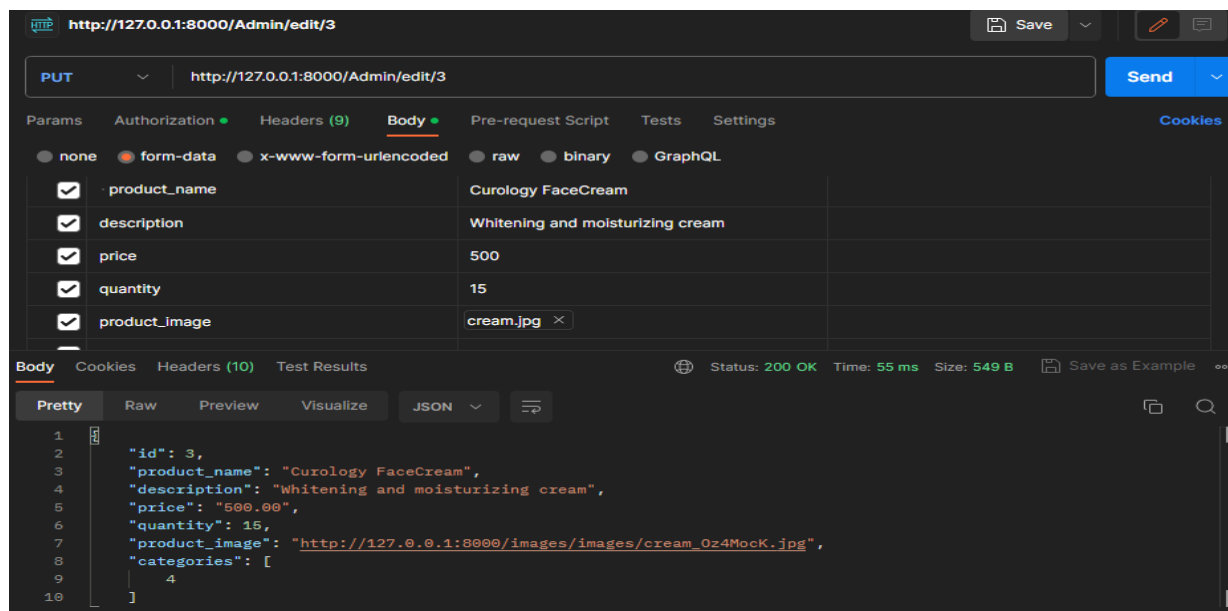 HTTP http://127.0.0.1:8000/Admin/edit/3 Save
PUT http://127.0.0.1:8000/Admin/edit/3 Send
Params Authorization Headers (9) Body Pre-request Script Tests Settings Cookies
none form-data x-www-form-urlencoded raw binary GraphQL
product_name Curology FaceCream
description Whitening and moisturizing cream
price 500
quantity 15
product_image cream.jpg
Body Cookies Headers (10) Test Results Status: 200 OK Time: 55 ms Size: 549 B Save as Example
Pretty Raw Preview Visualize JSON
1 {
2 "id": 3,
3 "product_name": "Curology FaceCream",
4 "description": "Whitening and moisturizing cream",
5 "price": "500.00",
6 "quantity": 15,
7 "product_image": "http://127.0.0.1:8000/images/images/cream_Oz4MocK.jpg",
8 "categories": [
9 4
10 ]